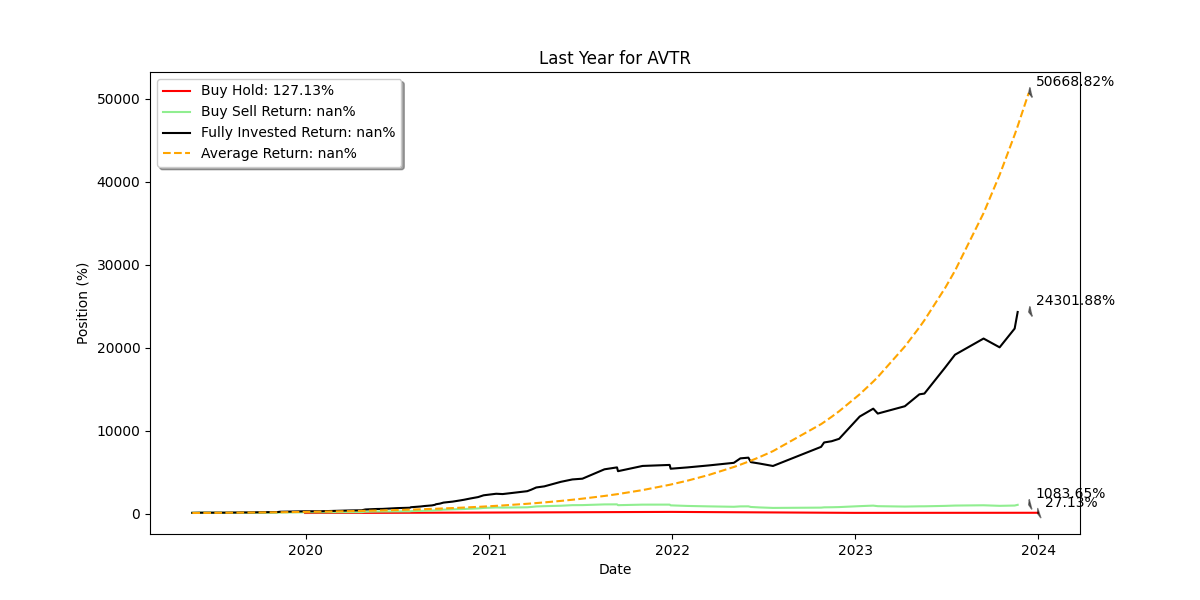 Last Year for AVTR
Buy Hold: 127.13%
Buy Sell Return: nan%
Fully Invested Return: nan%
Average Return: nan%
50668.82%
24301.88%
1083.65%
27.13%
Position (%)
50000
40000
30000
20000
10000
0
2020
2021
2022
2023
2024
Date